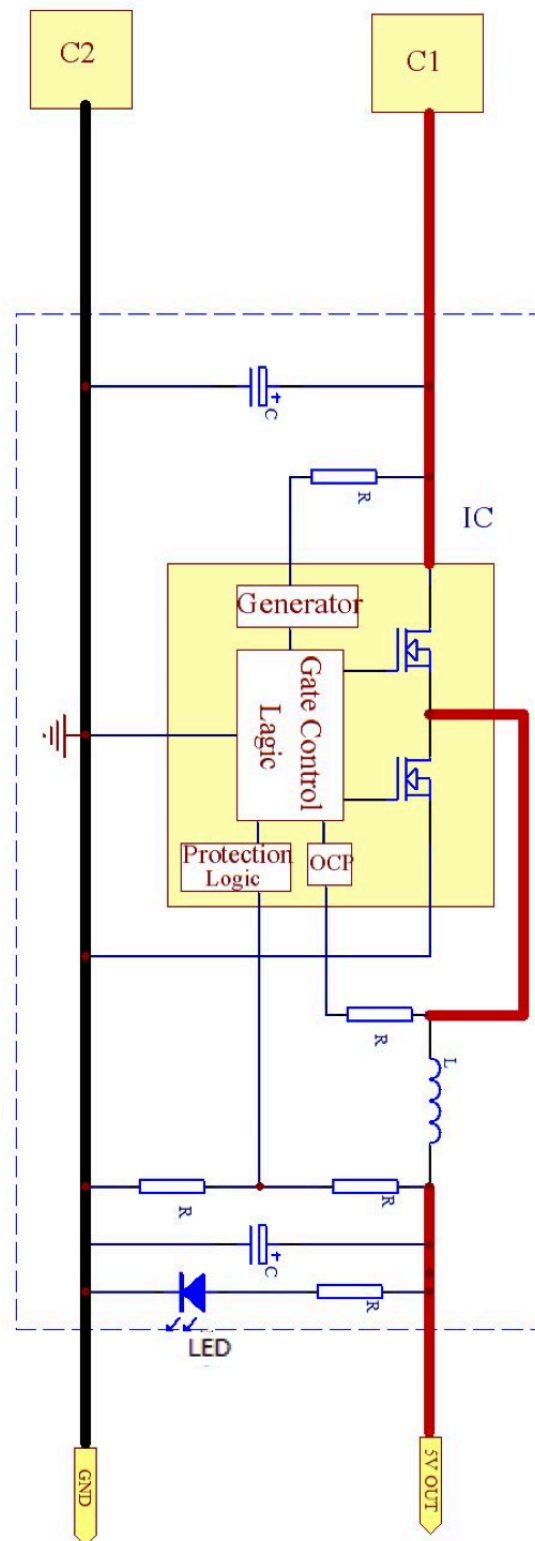 C2
C1
C
R
IC
Generator
Gate Control
Lagic
Protection
Logic
OCP
R
L
R
R
C
R
LED
GND
5V OUT